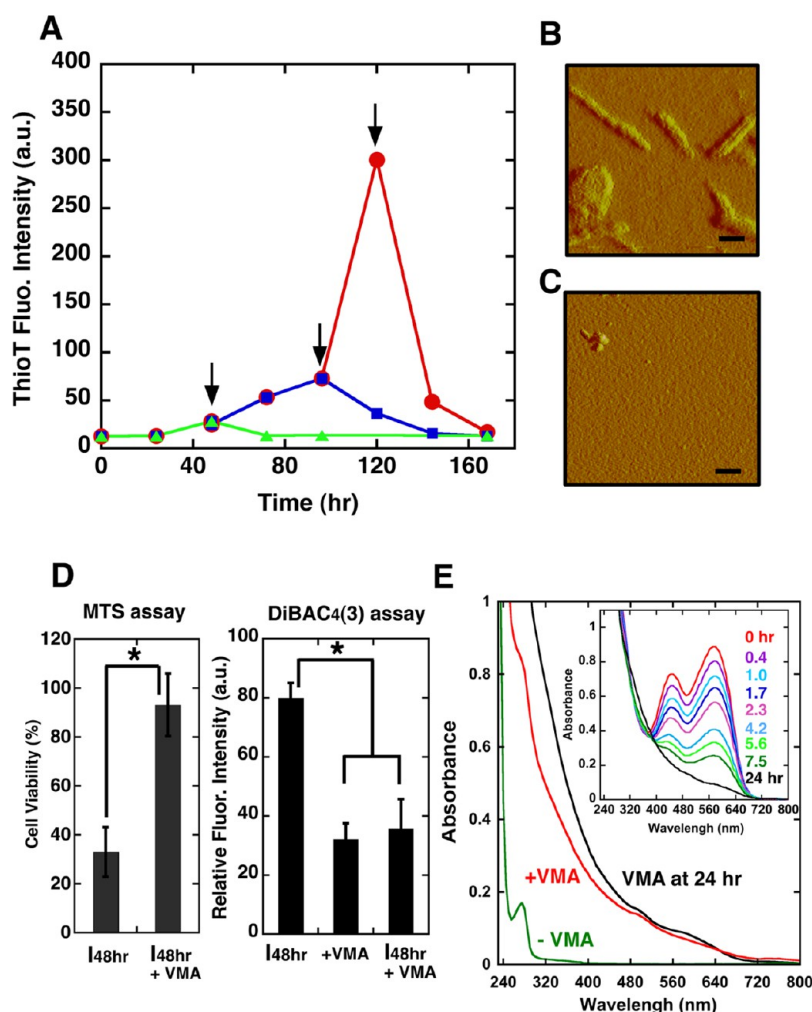 A
ThioT Fluo. Intensity (a.u.)
400
350
300
250
200
150
100
50
0
0 40 80 120 160
Time (hr)
B
C
D
MTS assay
Cell Viability (%)
120
100
80
60
40
20
0
*
I48hr
I48hr + VMA
DiBAC4(3) assay
Relative Fluor. Intensity (a.u.)
100
80
60
40
20
0
*
I48hr
+VMA
I48hr + VMA
E
Absorbance
1
0.8
0.6
0.4
0.2
0
240 320 400 480 560 640 720 800
Wavelengh (nm)
+VMA
VMA at 24 hr
- VMA
Absorbance
1
0.8
0.6
0.4
0.2
0
240 320 400 480 560 640 720 800
Wavelengh (nm)
0 hr
0.4
1.0
1.7
2.3
4.2
5.6
7.5
24 hr